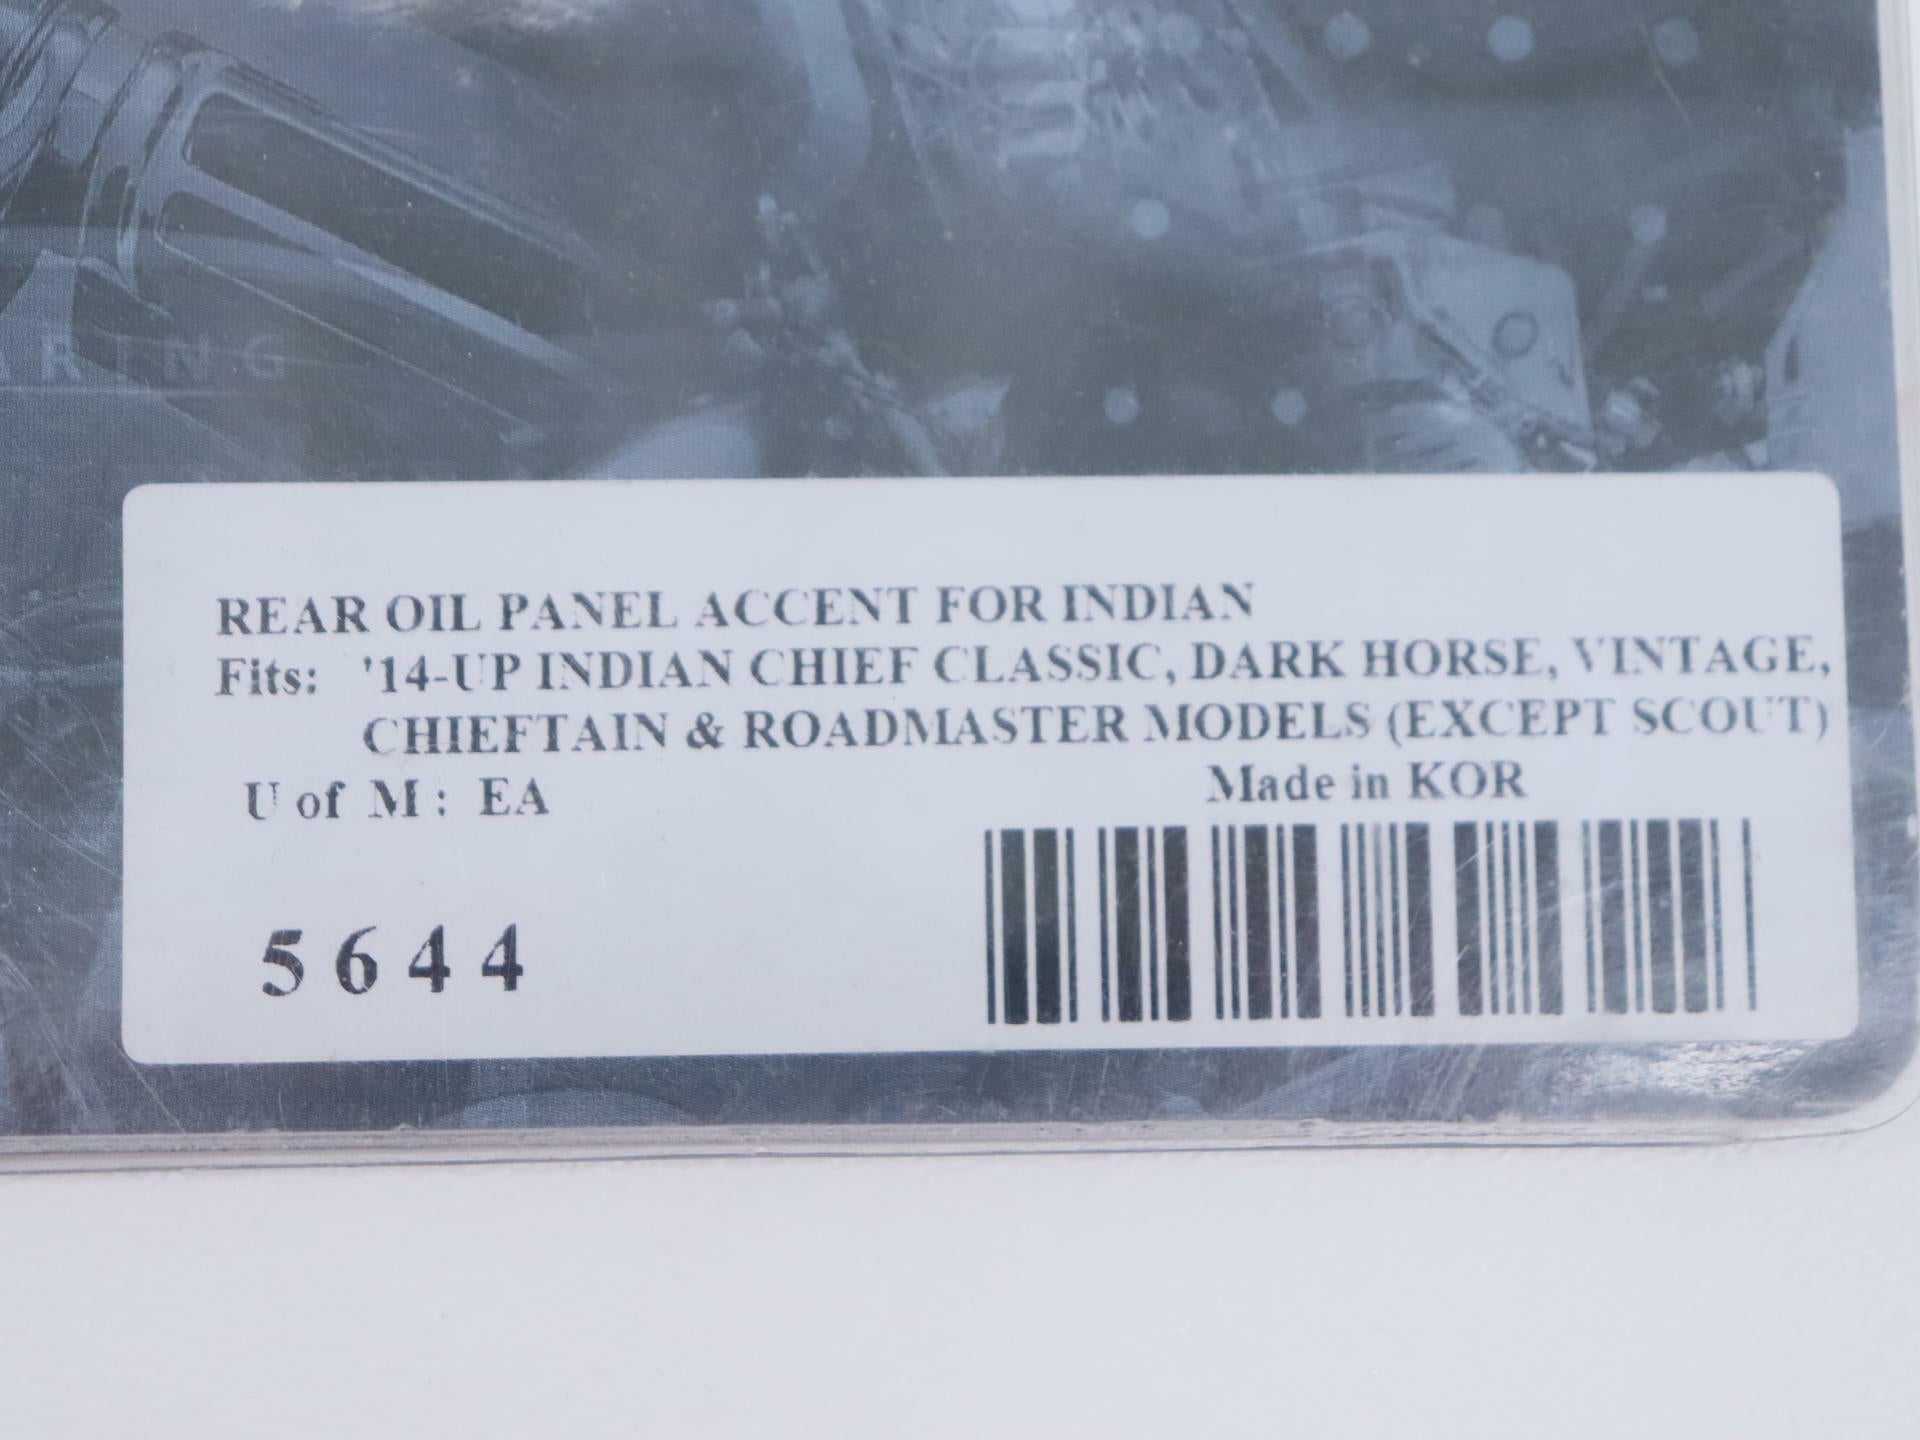 RING
REAR OIL PANEL ACCENT FOR INDIAN
Fits: '14-UP INDIAN CHIEF CLASSIC, DARK HORSE, VINTAGE,
CHIEFTAIN & ROADMASTER MODELS (EXCEPT SCOUT)
U of M: EA
Made in KOR
5644